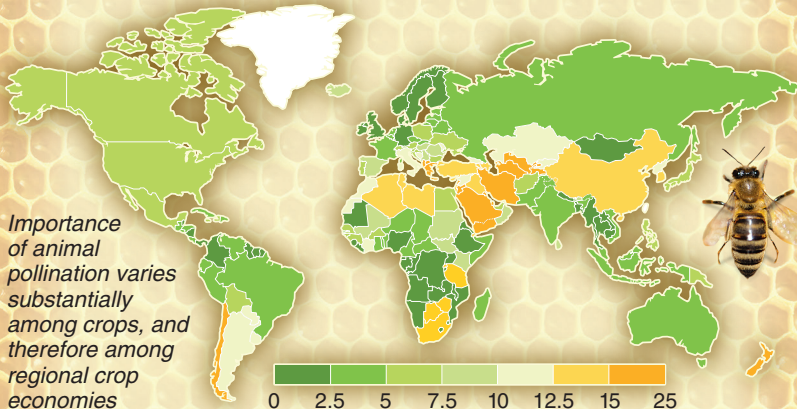 Importance
of animal
pollination varies
substantially
among crops, and
therefore among
regional crop
economies
0 2.5 5 7.5 10 12.5 15 25